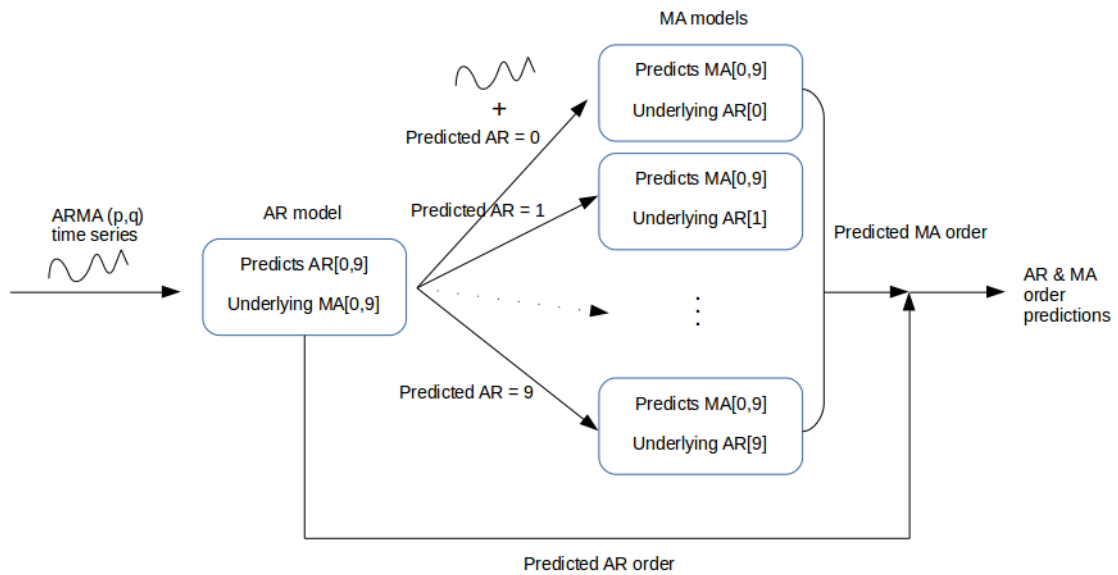 MA models
Predicts MA[0,9]
Underlying AR[0]
+
Predicted AR = 0
Predicts MA[0,9]
Underlying AR[1]
Predicted AR = 1
ARMA (p,q)
time series
AR model
Predicts AR[0,9]
Underlying MA[0,9]
Predicted MA order
AR & MA
order
predictions
⋮
Predicted AR = 9
Predicts MA[0,9]
Underlying AR[9]
Predicted AR order